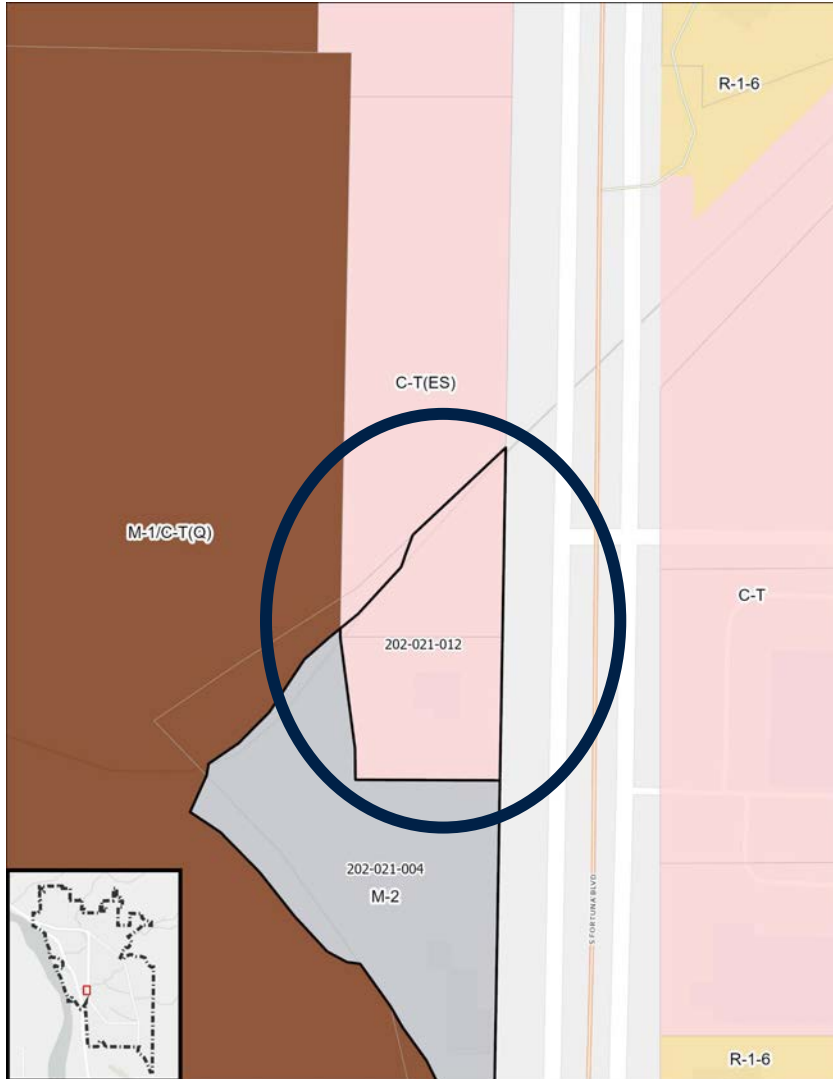 R-1-6
C-T(ES)
M-1/C-T(Q)
C-T
202-021-012
202-021-004
M-2
S FORTUNA BLVD
R-1-6